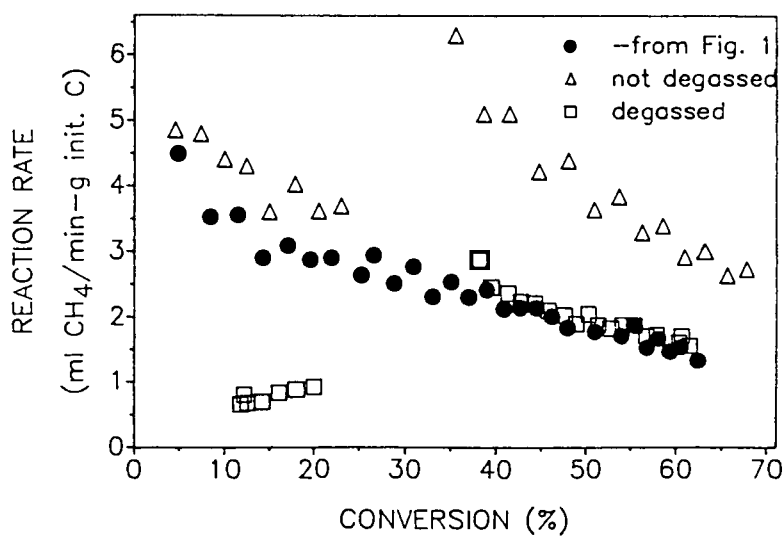 REACTION RATE
(ml CH4/min-g init. C)
6
5
4
3
2
1
0
● --from Fig. 1
△ not degassed
□ degassed
0 10 20 30 40 50 60 70
CONVERSION (%)